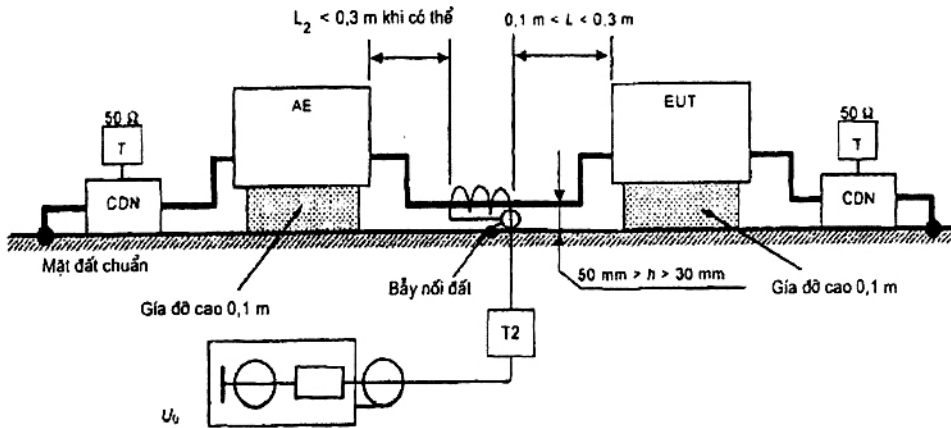 L2 < 0,3 m khi có thể
0,1 m < L < 0,3 m
AE
EUT
50 Ω
T
CDN
50 Ω
T
CDN
Mặt đất chuẩn
Gía đỡ cao 0,1 m
Bẫy nối đất
50 mm > h > 30 mm
Gía đỡ cao 0,1 m
T2
U0